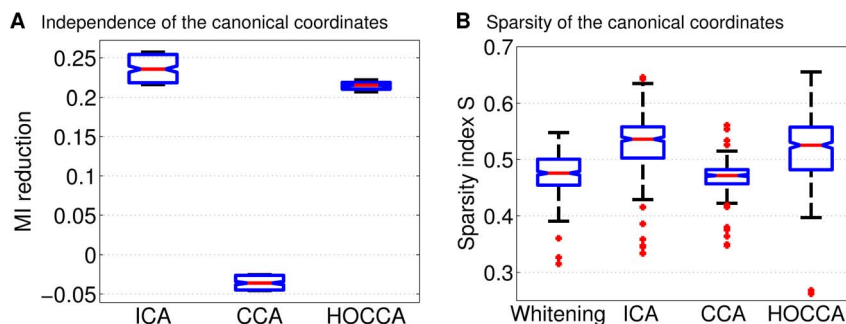 A Independence of the canonical coordinates
MI reduction
0.25
0.2
0.15
0.1
0.05
0
−0.05
ICA CCA HOCCA
B Sparsity of the canonical coordinates
Sparsity index S
0.7
0.6
0.5
0.4
0.3
Whitening ICA CCA HOCCA